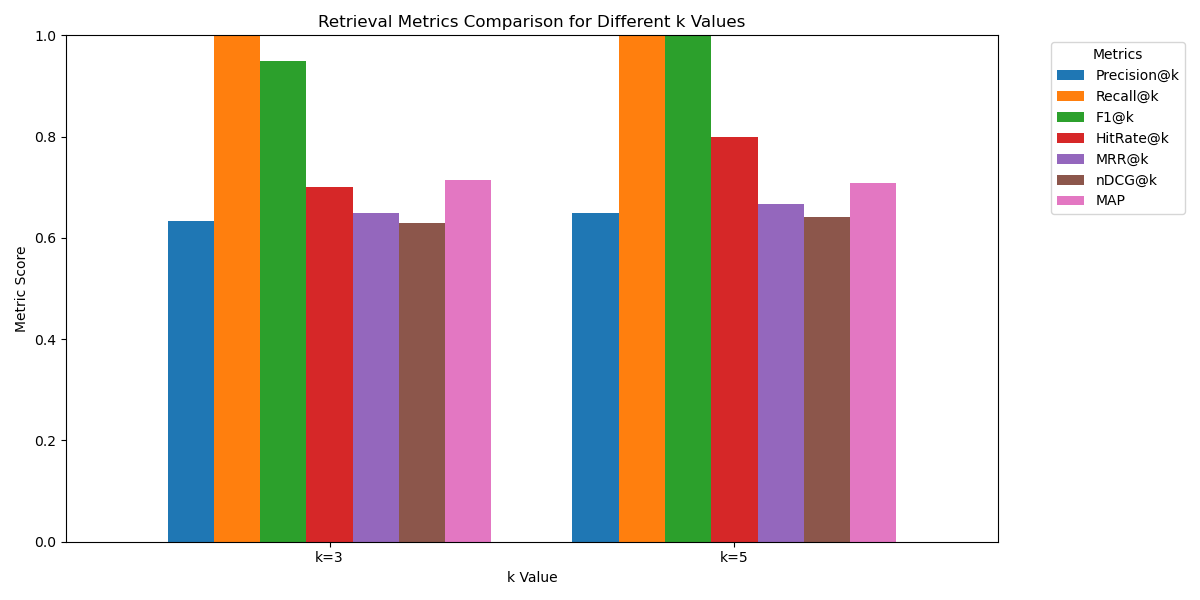 Retrieval Metrics Comparison for Different k Values
Metric Score
1.0
0.8
0.6
0.4
0.2
0.0
k=3
k=5
k Value
Metrics
Precision@k
Recall@k
F1@k
HitRate@k
MRR@k
nDCG@k
MAP